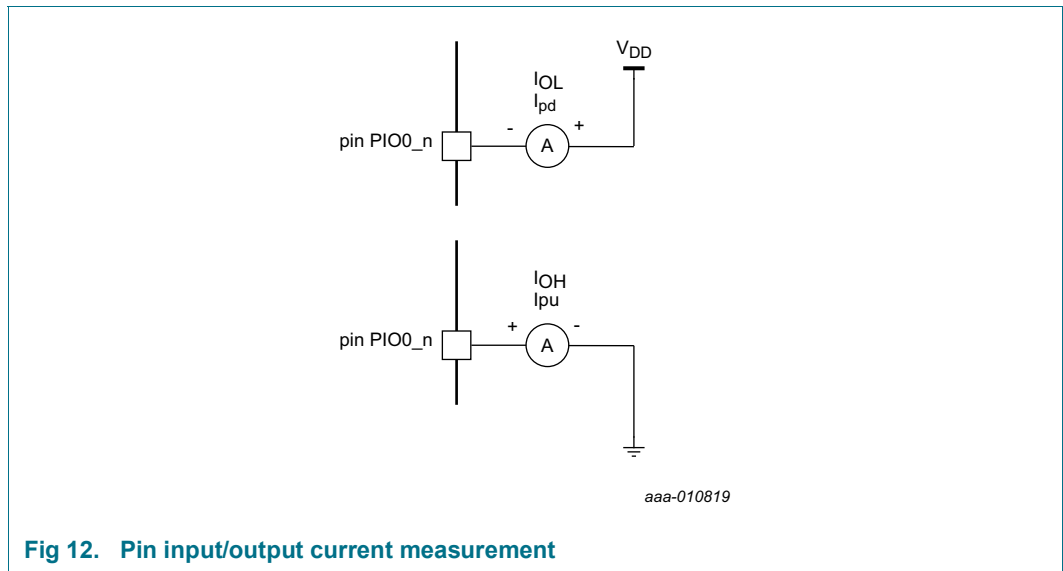 VDD
IOL
Ipd
- +
pin PIO0_n
A
IOH
Ipu
+ -
pin PIO0_n
A
aaa-010819
Fig 12. Pin input/output current measurement